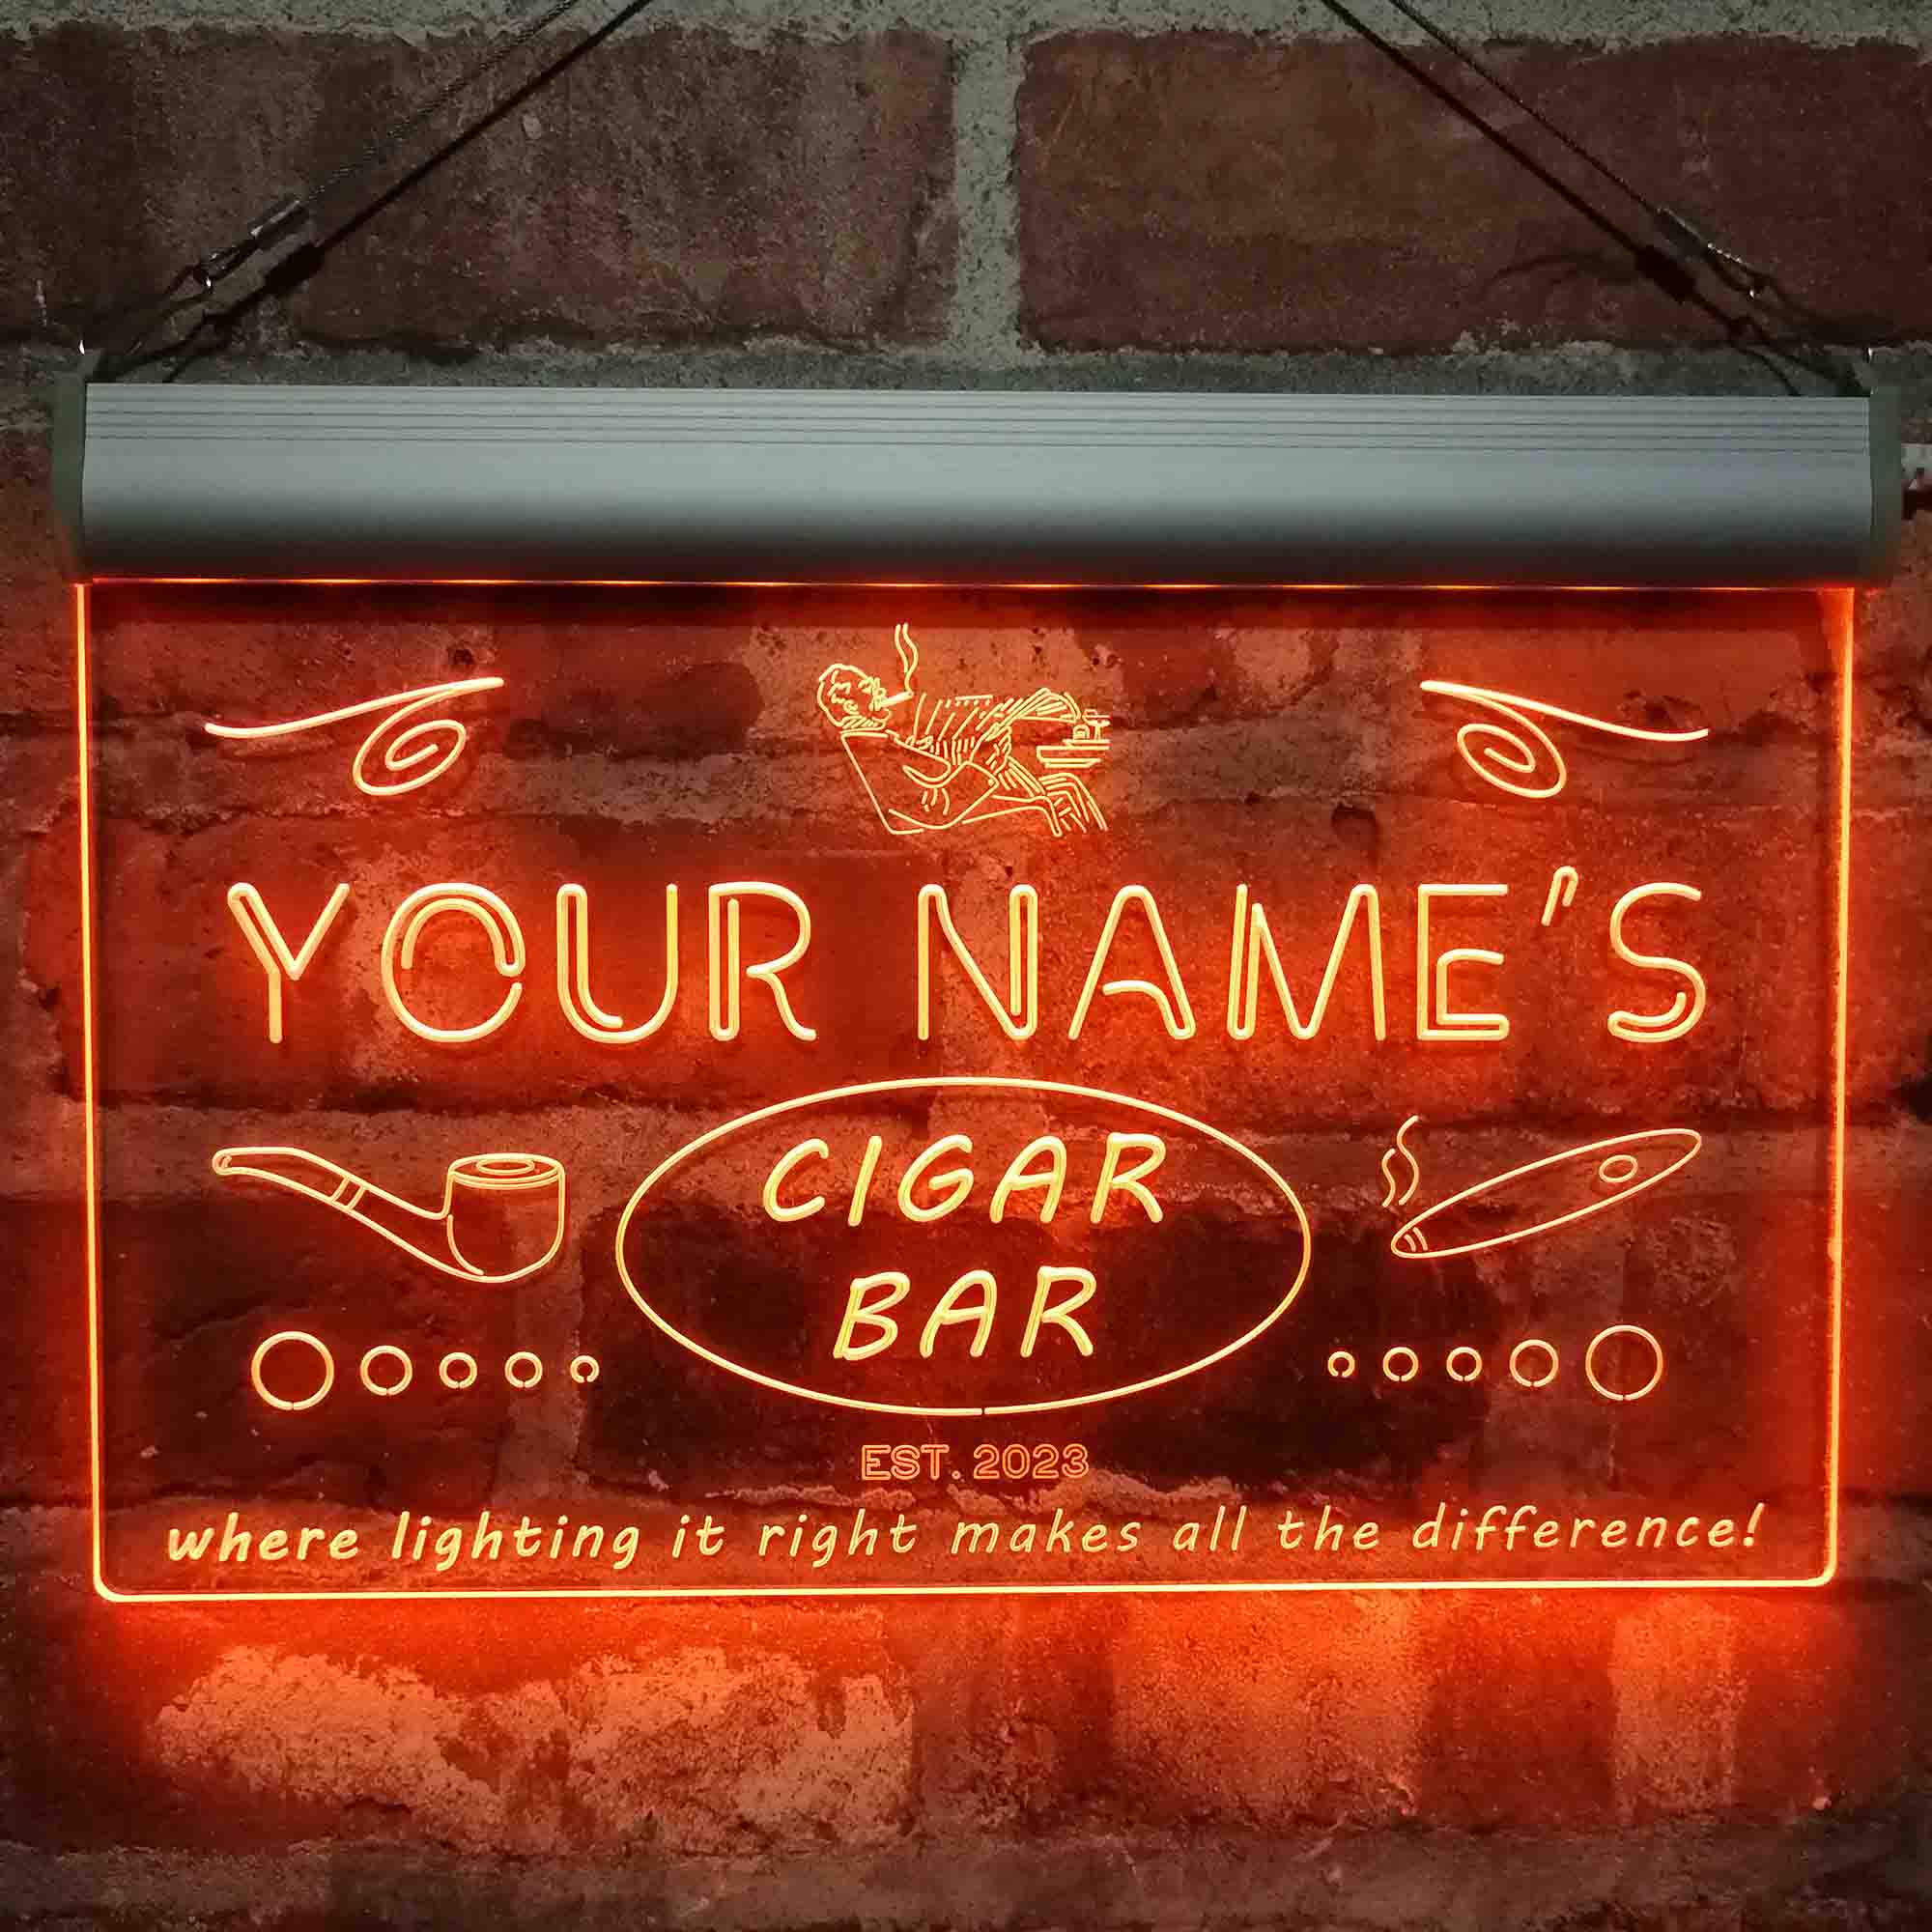 YOUR NAME'S
CIGAR
BAR
EST. 2023
where lighting it right makes all the difference!